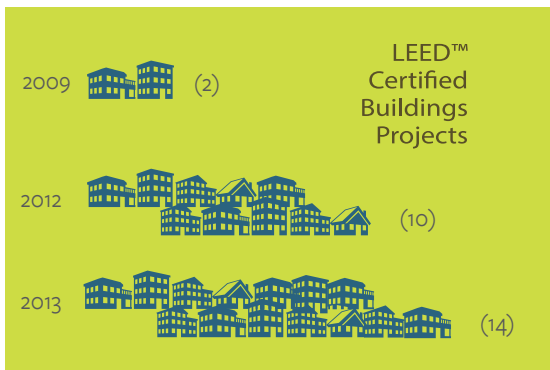 LEED™
Certified
Buildings
Projects
2009 (2)
2012 (10)
2013 (14)